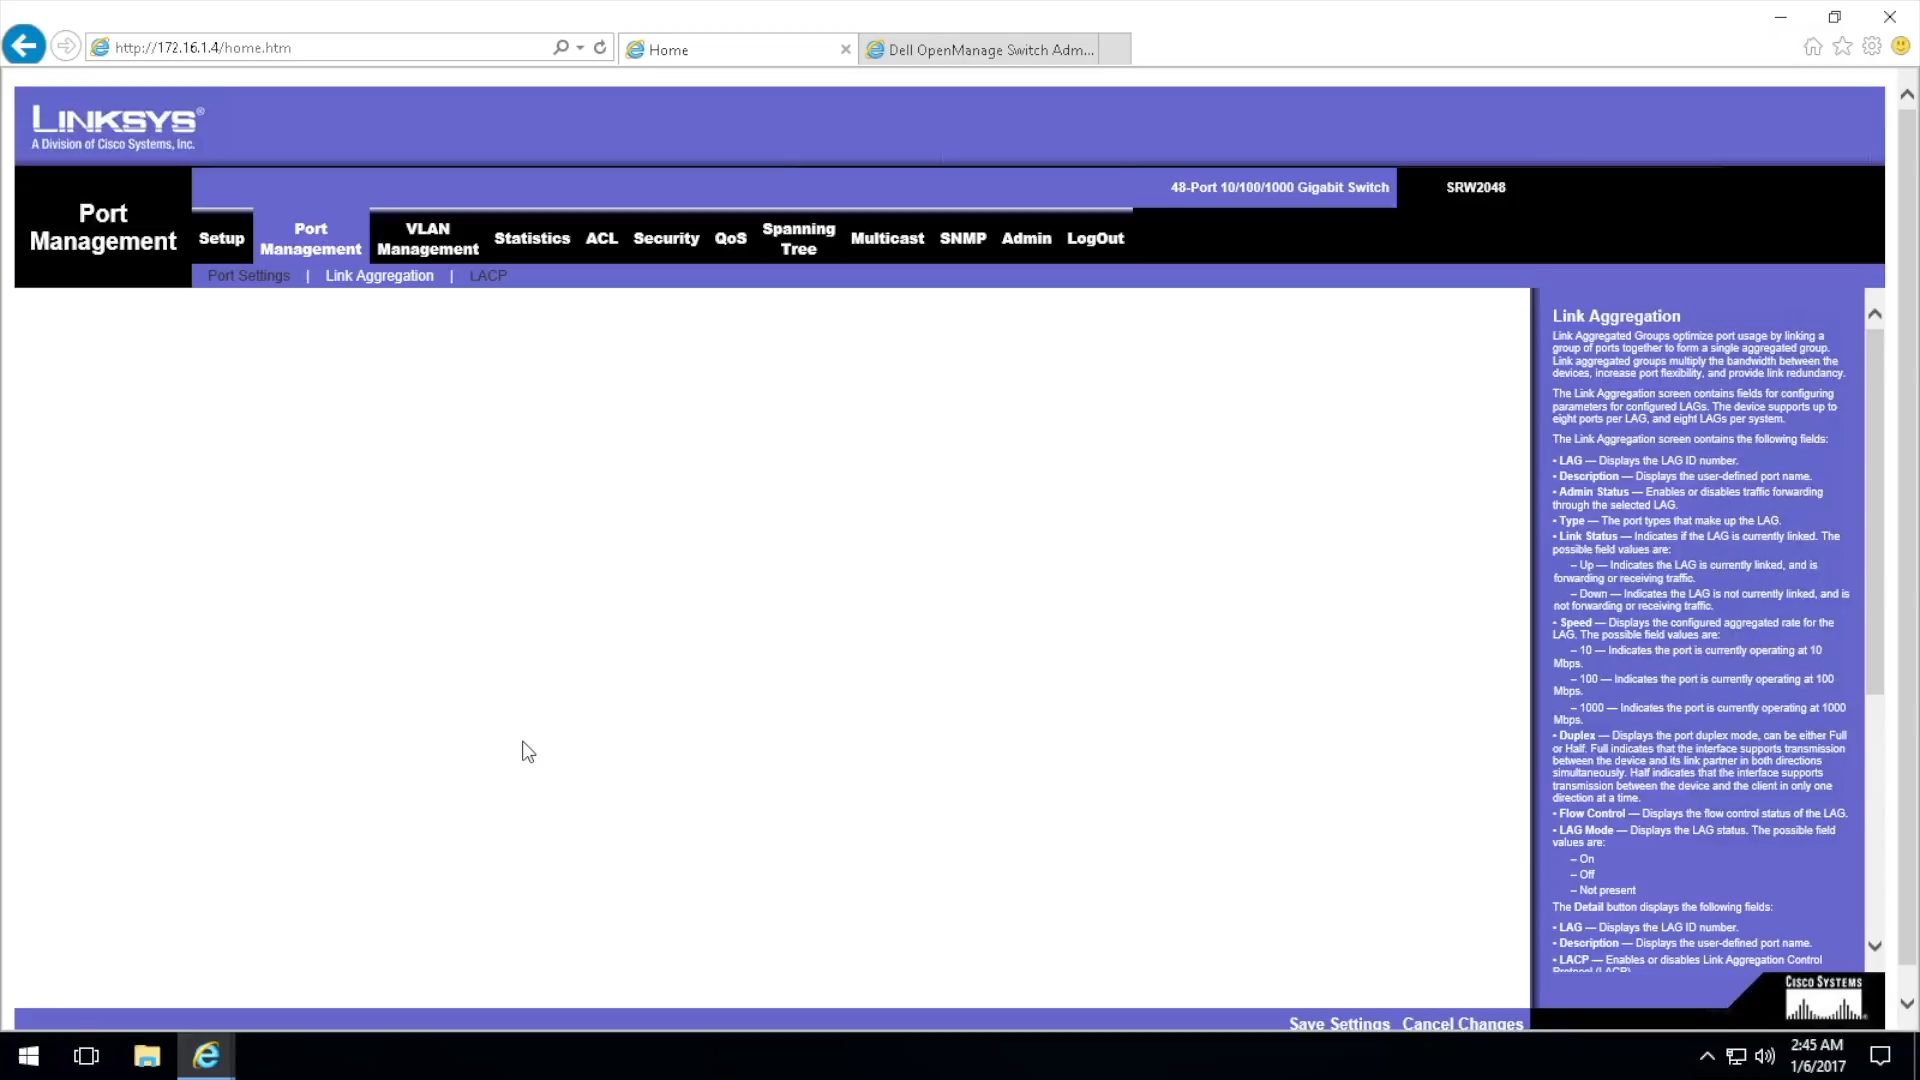 http://172.16.1.4/home.htm
Home
Dell OpenManage Switch Adm...
LINKSYS®
A Division of Cisco Systems, Inc.
48-Port 10/100/1000 Gigabit Switch
SRW2048
Port
Management
Setup
Port
Management
VLAN
Management
Statistics
ACL
Security
QoS
Spanning
Tree
Multicast
SNMP
Admin
LogOut
Port Settings | Link Aggregation | LACP
Link Aggregation
Link Aggregated Groups optimize port usage by linking a
group of ports together to form a single aggregated group.
Link aggregated groups multiply the bandwidth between the
devices, increase port flexibility, and provide link redundancy.
The Link Aggregation screen contains fields for configuring
parameters for configured LAGs. The device supports up to
eight ports per LAG, and eight LAGs per system.
The Link Aggregation screen contains the following fields:
• LAG — Displays the LAG ID number.
• Description — Displays the user-defined port name.
• Admin Status — Enables or disables traffic forwarding
through the selected LAG.
• Type — The port types that make up the LAG.
• Link Status — Indicates if the LAG is currently linked. The
possible field values are:
– Up — Indicates the LAG is currently linked, and is
forwarding or receiving traffic.
– Down — Indicates the LAG is not currently linked, and is
not forwarding or receiving traffic.
• Speed — Displays the configured aggregated rate for the
LAG. The possible field values are:
– 10 — Indicates the port is currently operating at 10
Mbps.
– 100 — Indicates the port is currently operating at 100
Mbps.
– 1000 — Indicates the port is currently operating at 1000
Mbps.
• Duplex — Displays the port duplex mode, can be either Full
or Half. Full indicates that the interface supports transmission
between the device and its link partner in both directions
simultaneously. Half indicates that the interface supports
transmission between the device and the client in only one
direction at a time.
• Flow Control — Displays the flow control status of the LAG.
• LAG Mode — Displays the LAG status. The possible field
values are:
– On
– Off
– Not present
The Detail button displays the following fields:
• LAG — Displays the LAG ID number.
• Description — Displays the user-defined port name.
• LACP — Enables or disables Link Aggregation Control
Protocol (LACP)
CISCO SYSTEMS
Save Settings Cancel Changes
2:45 AM
1/6/2017